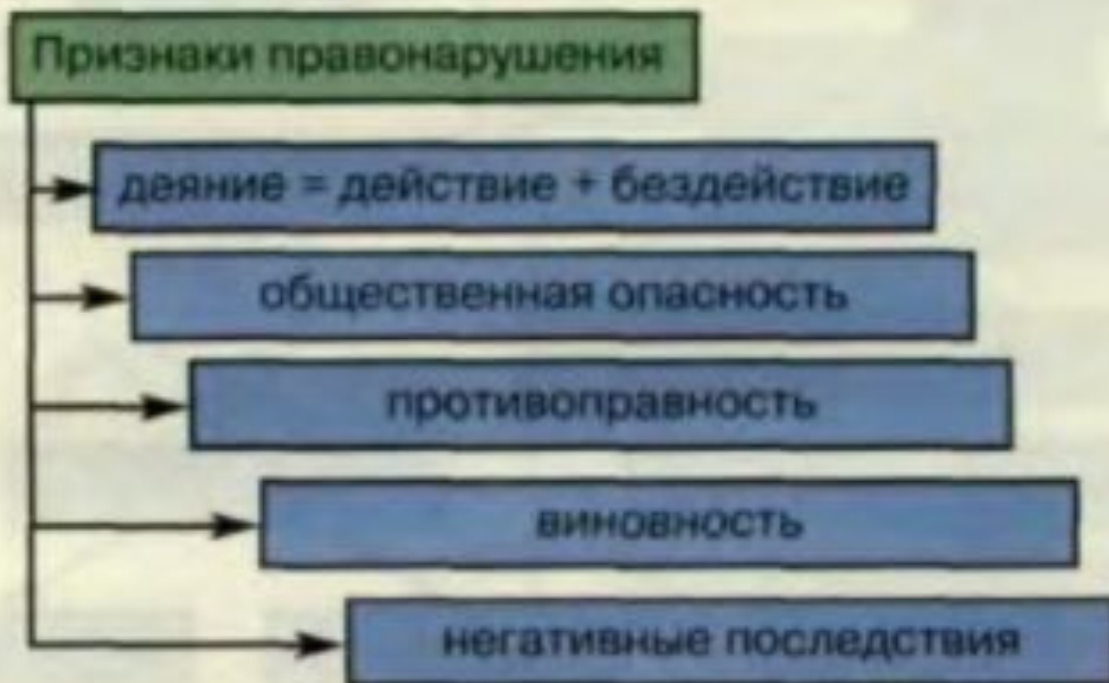 Признаки правонарушения
деяние = действие + бездействие
общественная опасность
противоправность
виновность
негативные последствия